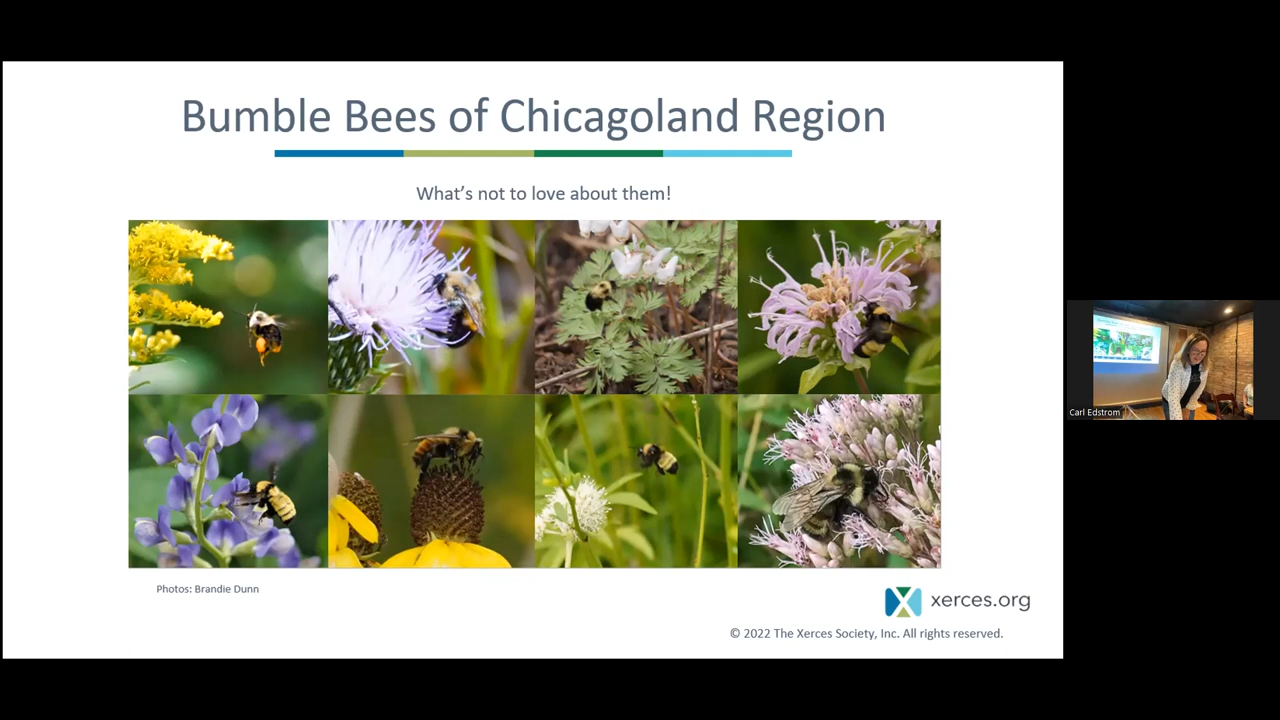 Bumble Bees of Chicagoland Region
What's not to love about them!
Photos: Brandie Dunn
xerces.org
© 2022 The Xerces Society, Inc. All rights reserved.
Carl Edstrom